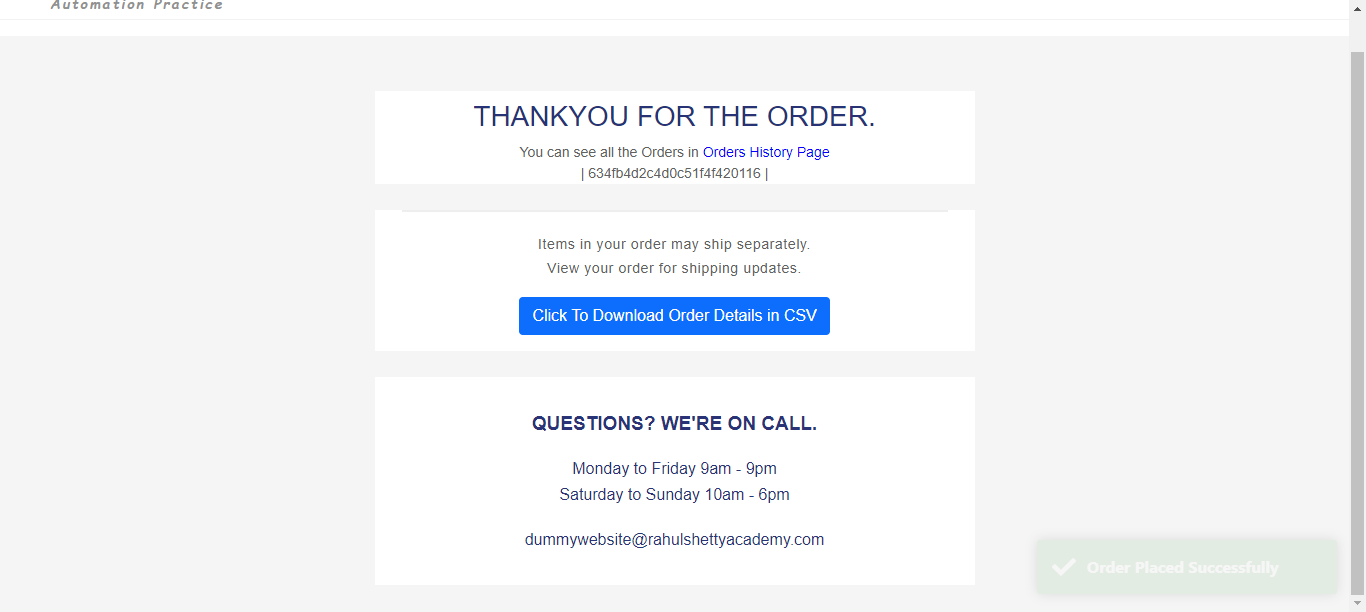 Automation Practice
THANKYOU FOR THE ORDER.
You can see all the Orders in Orders History Page
| 634fb4d2c4d0c51f4f420116 |
Items in your order may ship separately.
View your order for shipping updates.
Click To Download Order Details in CSV
QUESTIONS? WE'RE ON CALL.
Monday to Friday 9am - 9pm
Saturday to Sunday 10am - 6pm
dummywebsite@rahulshettyacademy.com
Order Placed Successfully